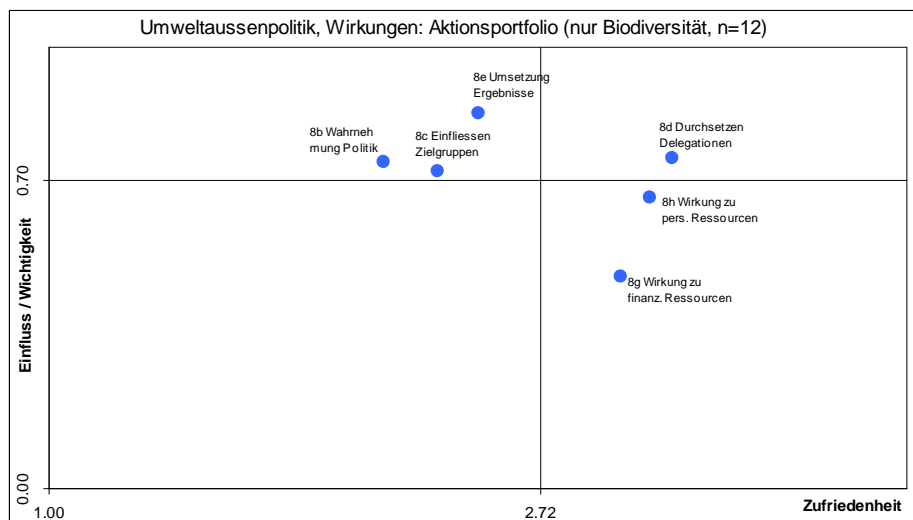 Umweltaussenpolitik, Wirkungen: Aktionsportfolio (nur Biodiversität, n=12)
8e Umsetzung
Ergebnisse
8b Wahrneh
mung Politik
8c Einfliessen
Zielgruppen
8d Durchsetzen
Delegationen
0.70
8h Wirkung zu
pers. Ressourcen
8g Wirkung zu
finanz. Ressourcen
Einfluss / Wichtigkeit
0.00
1.00
2.72
Zufriedenheit